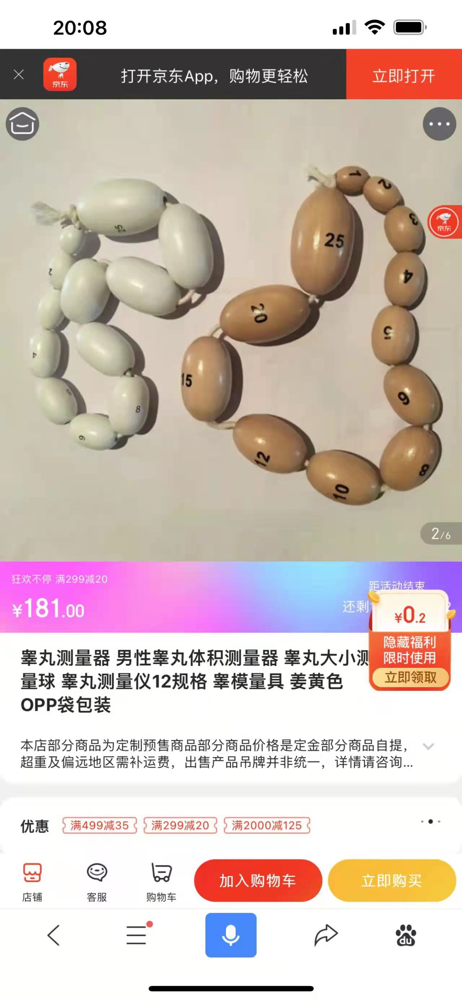 20:08
京东
打开京东App，购物更轻松
立即打开
1
2
3
25
京东
2
4
20
5
4
15
6
8
5
6
12
8
10
25
2/6
狂欢不停 满299减20
距活动结束
¥181.00
还剩
¥0.2
隐藏福利
限时使用
立即领取
睾丸测量器 男性睾丸体积测量器 睾丸大小测
量球 睾丸测量仪12规格 睾模量具 姜黄色
OPP袋包装
本店部分商品为定制预售商品部分商品价格是定金部分商品自提，
超重及偏远地区需补运费，出售产品吊牌并非统一，详情请咨询...
优惠
满499减35
满299减20
满2000减125
店铺
客服
购物车
加入购物车
立即购买
du